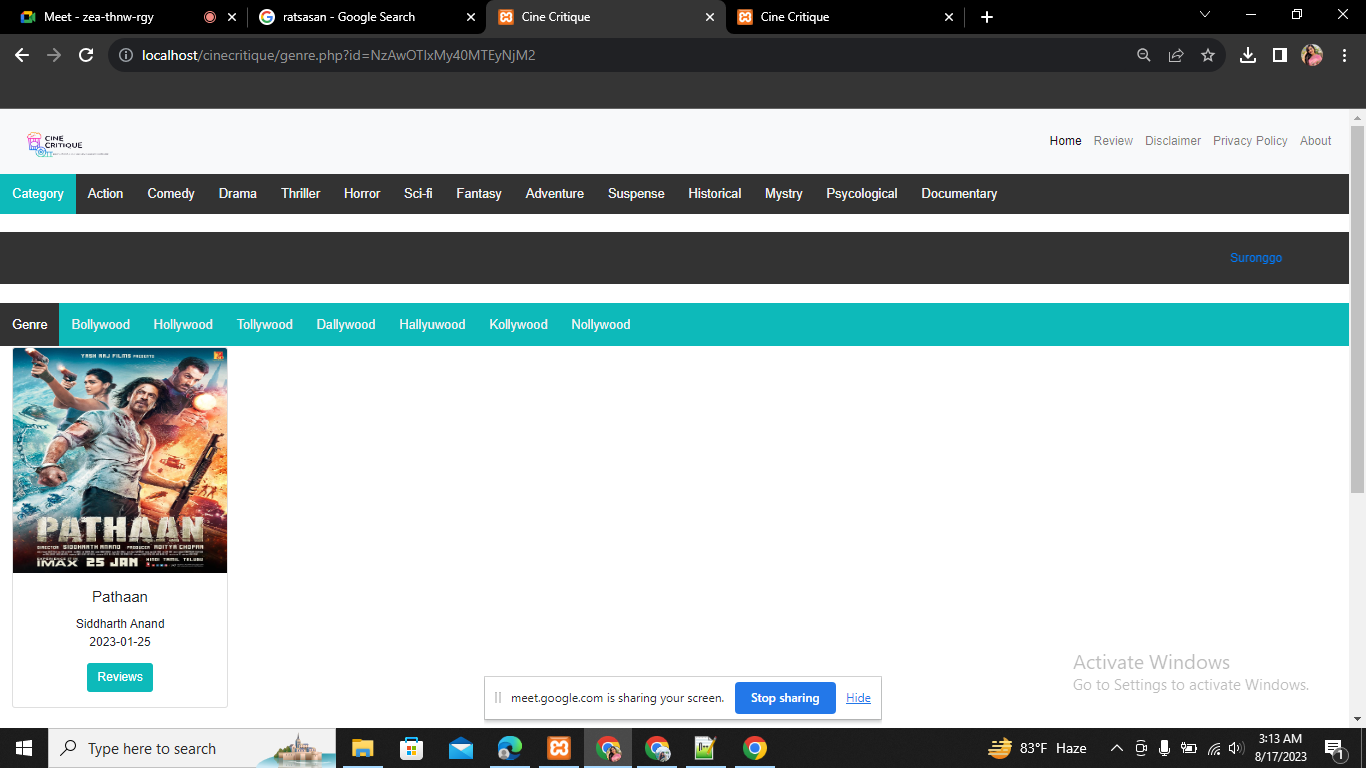 Meet - zea-thnw-rgy
ratsasan - Google Search
Cine Critique
Cine Critique
localhost/cinecritique/genre.php?id=NzAwOTIxMy40MTEyNjM2
CINE
CRITIQUE
Home Review Disclaimer Privacy Policy About
Category Action Comedy Drama Thriller Horror Sci-fi Fantasy Adventure Suspense Historical Mystry Psycological Documentary
Suronggo
Genre Bollywood Hollywood Tollywood Dallywood Hallyuwood Kollywood Nollywood
YASH RAJ FILMS PRESENTS
PATHAAN
DIRECTOR SIDDHARTH ANAND PRODUCER ADITYA CHOPRA
IMAX 25 JAN HINDI TAMIL TELUGU
Pathaan
Siddharth Anand
2023-01-25
Reviews
Activate Windows
Go to Settings to activate Windows.
meet.google.com is sharing your screen. Stop sharing Hide
Type here to search
83°F Haze
3:13 AM
8/17/2023
1